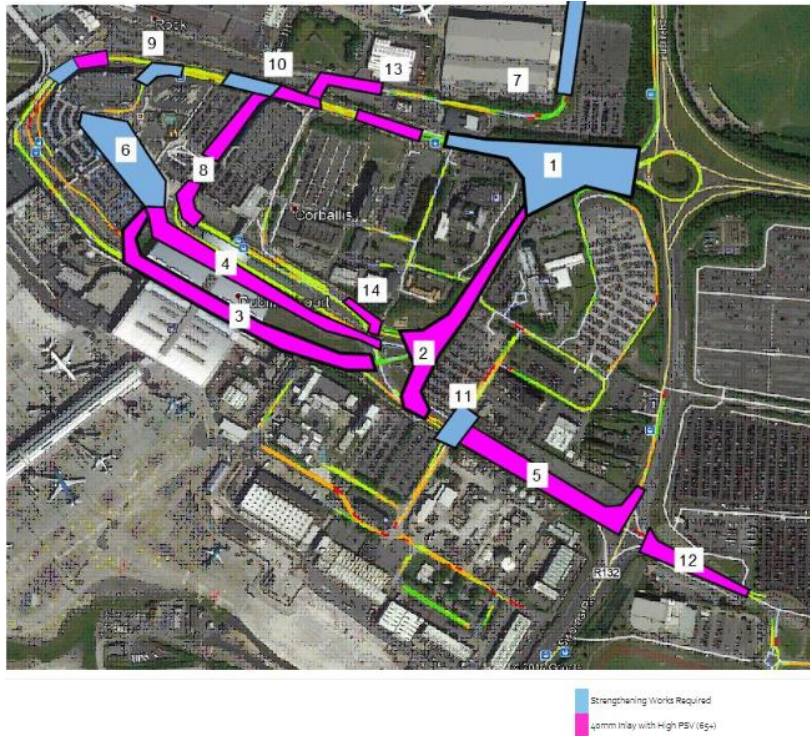 9
Rock
10
13
7
1
6
8
Corballis
4
14
3
2
11
5
12
R132
Strengthening Works Required
40mm Inlay with High PSV (65+)